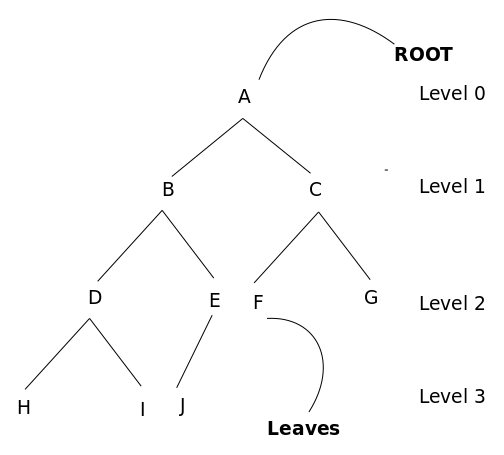 ROOT
A Level 0
B C Level 1
D E F G Level 2
H I J Level 3
Leaves